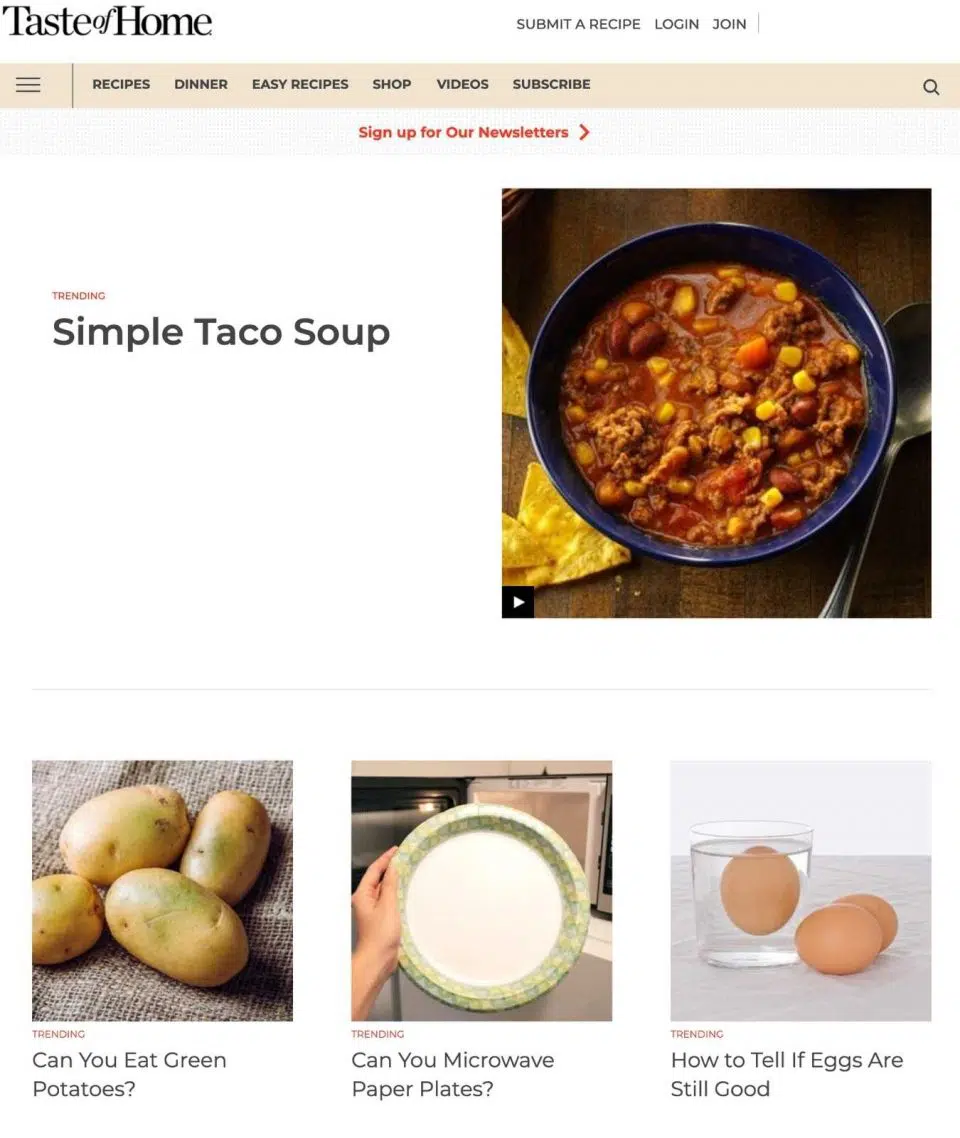 Taste of Home
SUBMIT A RECIPE LOGIN JOIN
RECIPES DINNER EASY RECIPES SHOP VIDEOS SUBSCRIBE
Sign up for Our Newsletters
TRENDING
Simple Taco Soup
TRENDING
Can You Eat Green
Potatoes?
TRENDING
Can You Microwave
Paper Plates?
TRENDING
How to Tell If Eggs Are
Still Good